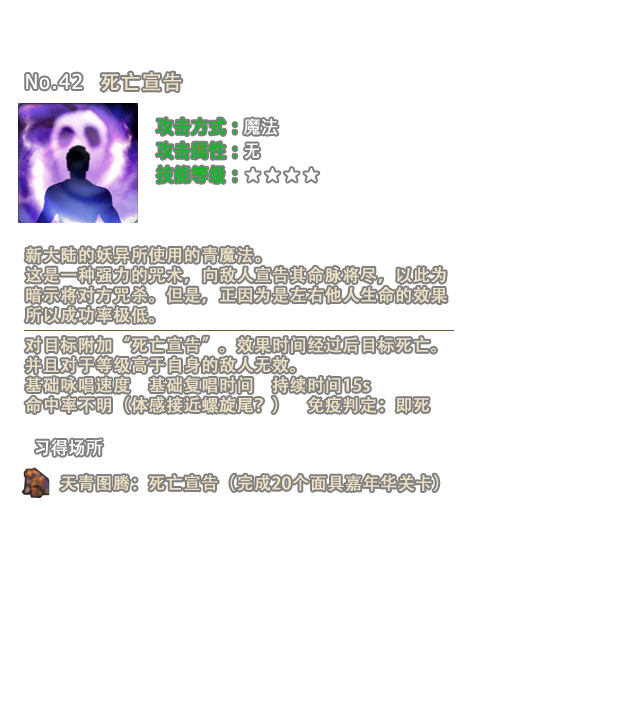 No.42 死亡宣告
攻击方式：魔法
攻击属性：无
技能等级：☆☆☆☆
新大陆的妖异所使用的青魔法。
这是一种强力的咒术，向敌人宣告其命脉将尽，以此为
暗示将对方咒杀。但是，正因为是左右他人生命的效果
所以成功率极低。
对目标附加“死亡宣告”。效果时间经过后目标死亡。
并且对于等级高于自身的敌人无效。
基础咏唱速度 基础复唱时间 持续时间15s
命中率不明（体感接近螺旋尾？） 免疫判定：即死
习得场所
天青图腾：死亡宣告（完成20个面具嘉年华关卡）